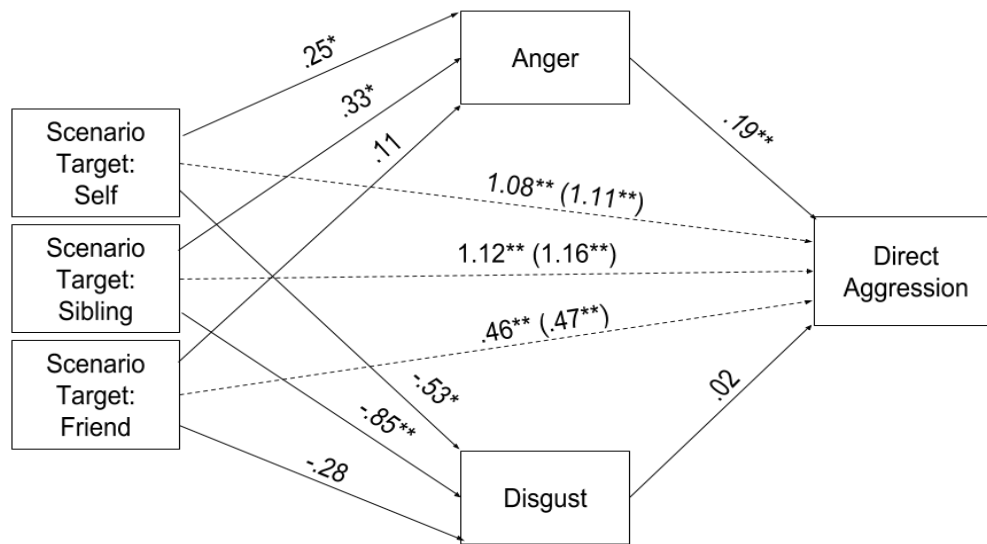 Anger
.25*
.33*
.11
.19**
Scenario
Target:
Self
1.08** (1.11**)
Scenario
Target:
Sibling
1.12** (1.16**)
Direct
Aggression
.46** (.47**)
Scenario
Target:
Friend
-.53*
-.85**
-.28
.02
Disgust